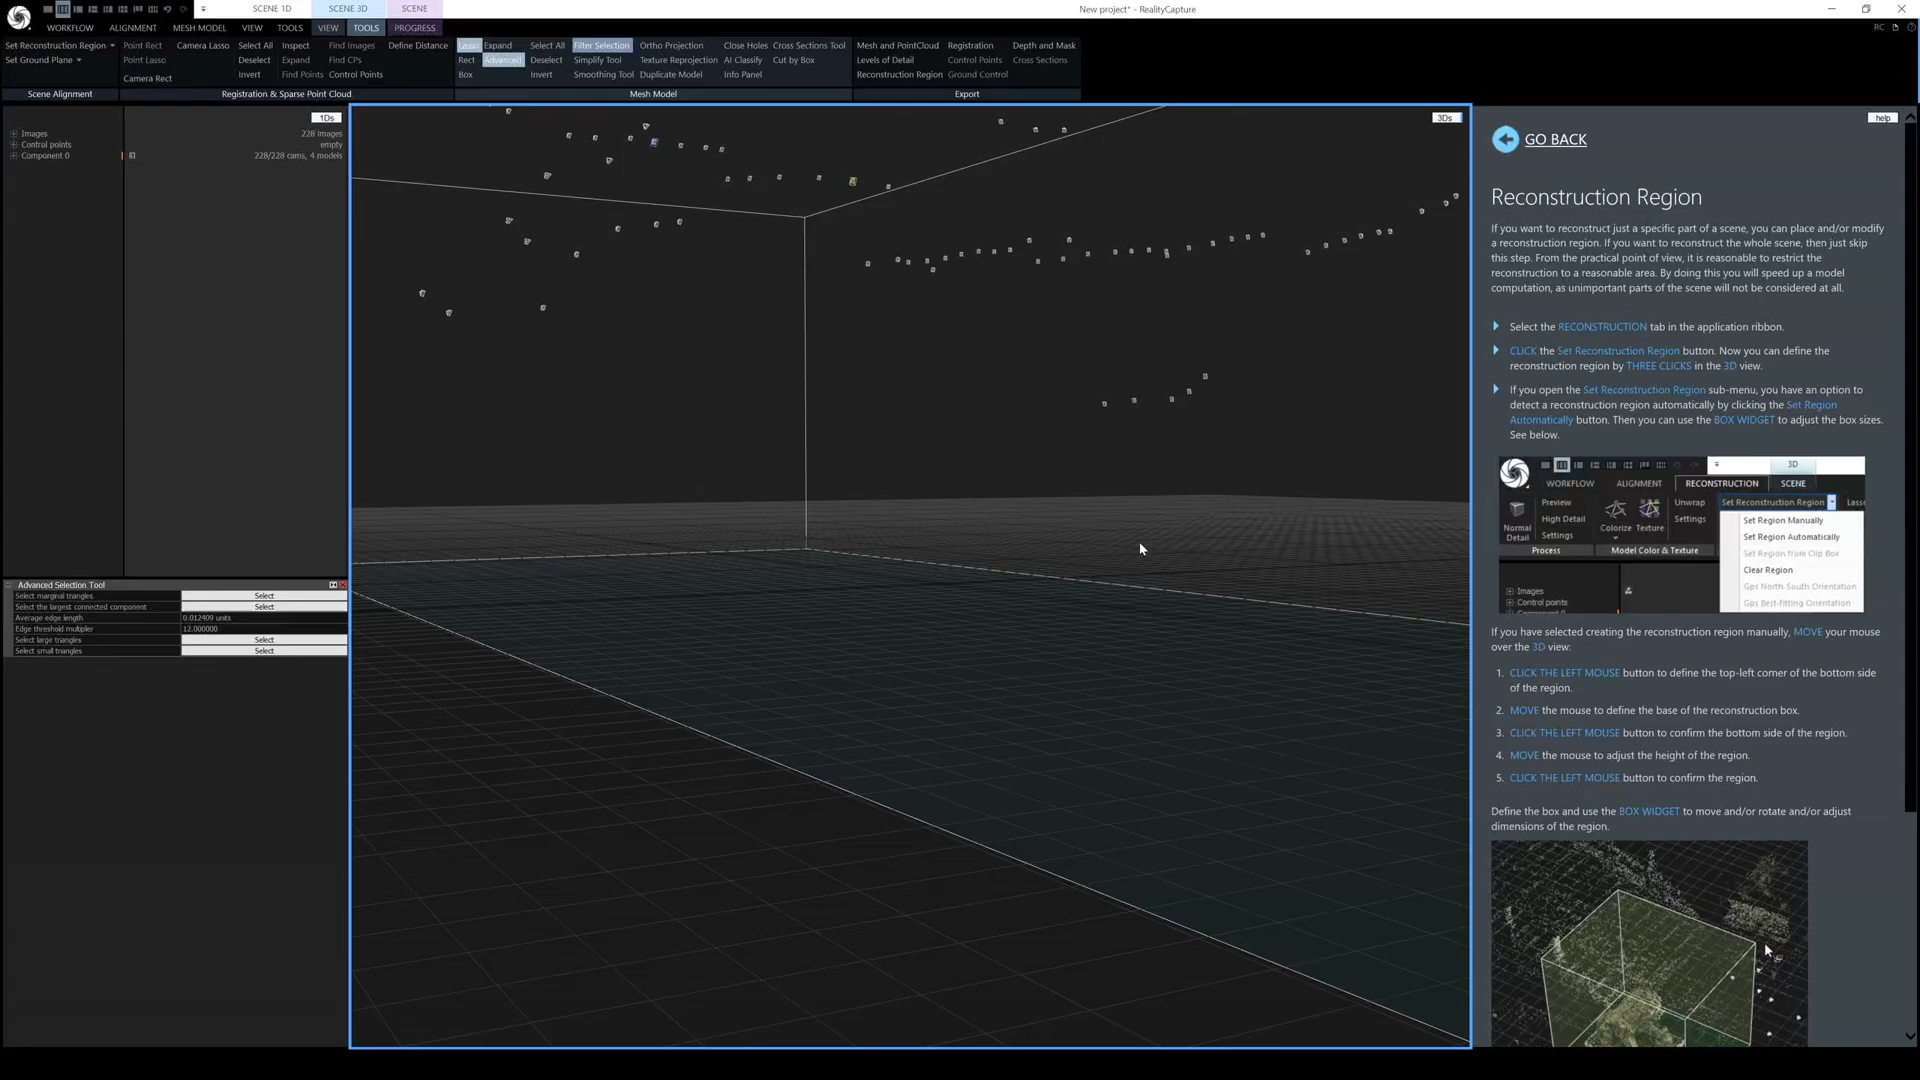 SCENE 1D SCENE 3D SCENE New project* - RealityCapture
WORKFLOW ALIGNMENT MESH MODEL VIEW TOOLS VIEW TOOLS PROGRESS RC
Set Reconstruction Region Point Rect Camera Lasso Select All Inspect Find Images Define Distance Lasso Expand Select All Filter Selection Ortho Projection Close Holes Cross Sections Tool Mesh and PointCloud Registration Depth and Mask
Set Ground Plane Point Lasso Deselect Expand Find CPs Rect Advanced Deselect Simplify Tool Texture Reprojection AI Classify Cut by Box Levels of Detail Control Points Cross Sections
Camera Rect Invert Find Points Control Points Box Invert Smoothing Tool Duplicate Model Info Panel Reconstruction Region Ground Control
Scene Alignment Registration & Sparse Point Cloud Mesh Model Export
1Ds
Images 228 images
Control points empty
Component 0 228/228 cams, 4 models
Advanced Selection Tool
Select marginal triangles Select
Select the largest connected component Select
Average edge length 0.012409 units
Edge threshold multiplier 12.000000
Select large triangles Select
Select small triangles Select
3Ds
help
GO BACK
Reconstruction Region
If you want to reconstruct just a specific part of a scene, you can place and/or modify
a reconstruction region. If you want to reconstruct the whole scene, then just skip
this step. From the practical point of view, it is reasonable to restrict the
reconstruction to a reasonable area. By doing this you will speed up a model
computation, as unimportant parts of the scene will not be considered at all.
Select the RECONSTRUCTION tab in the application ribbon.
CLICK the Set Reconstruction Region button. Now you can define the
reconstruction region by THREE CLICKS in the 3D view.
If you open the Set Reconstruction Region sub-menu, you have an option to
detect a reconstruction region automatically by clicking the Set Region
Automatically button. Then you can use the BOX WIDGET to adjust the box sizes.
See below.
3D
WORKFLOW ALIGNMENT RECONSTRUCTION SCENE
Normal Detail Preview Colorize Texture Unwrap Set Reconstruction Region Lass
High Detail Settings Set Region Manually
Settings Set Region Automatically
Process Model Color & Texture Set Region from Clip Box
Clear Region
Images Gps North-South Orientation
Control points Gps Best-fitting Orientation
If you have selected creating the reconstruction region manually, MOVE your mouse
over the 3D view:
1. CLICK THE LEFT MOUSE button to define the top-left corner of the bottom side
of the region.
2. MOVE the mouse to define the base of the reconstruction box.
3. CLICK THE LEFT MOUSE button to confirm the bottom side of the region.
4. MOVE the mouse to adjust the height of the region.
5. CLICK THE LEFT MOUSE button to confirm the region.
Define the box and use the BOX WIDGET to move and/or rotate and/or adjust
dimensions of the region.